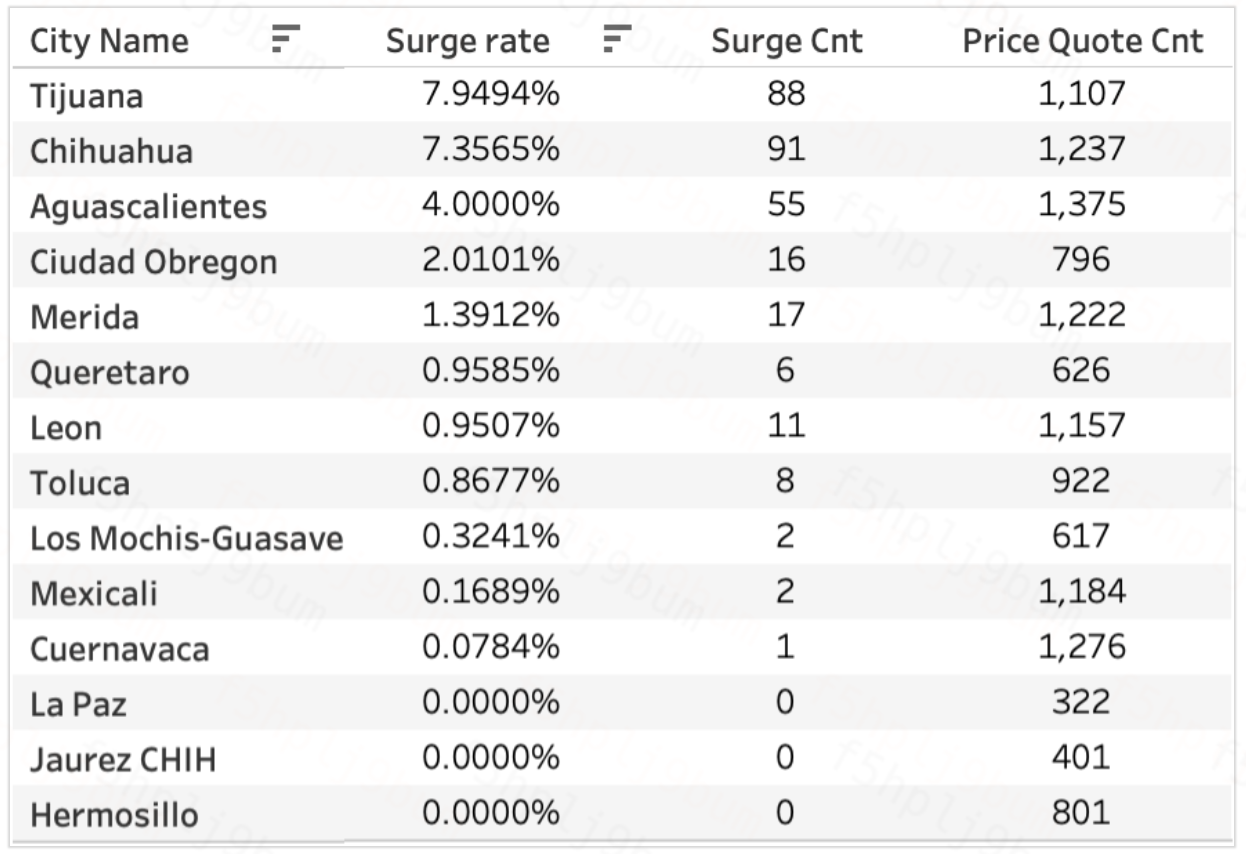 City Name Surge rate Surge Cnt Price Quote Cnt
Tijuana 7.9494% 88 1,107
Chihuahua 7.3565% 91 1,237
Aguascalientes 4.0000% 55 1,375
Ciudad Obregon 2.0101% 16 796
Merida 1.3912% 17 1,222
Queretaro 0.9585% 6 626
Leon 0.9507% 11 1,157
Toluca 0.8677% 8 922
Los Mochis-Guasave 0.3241% 2 617
Mexicali 0.1689% 2 1,184
Cuernavaca 0.0784% 1 1,276
La Paz 0.0000% 0 322
Jaurez CHIH 0.0000% 0 401
Hermosillo 0.0000% 0 801